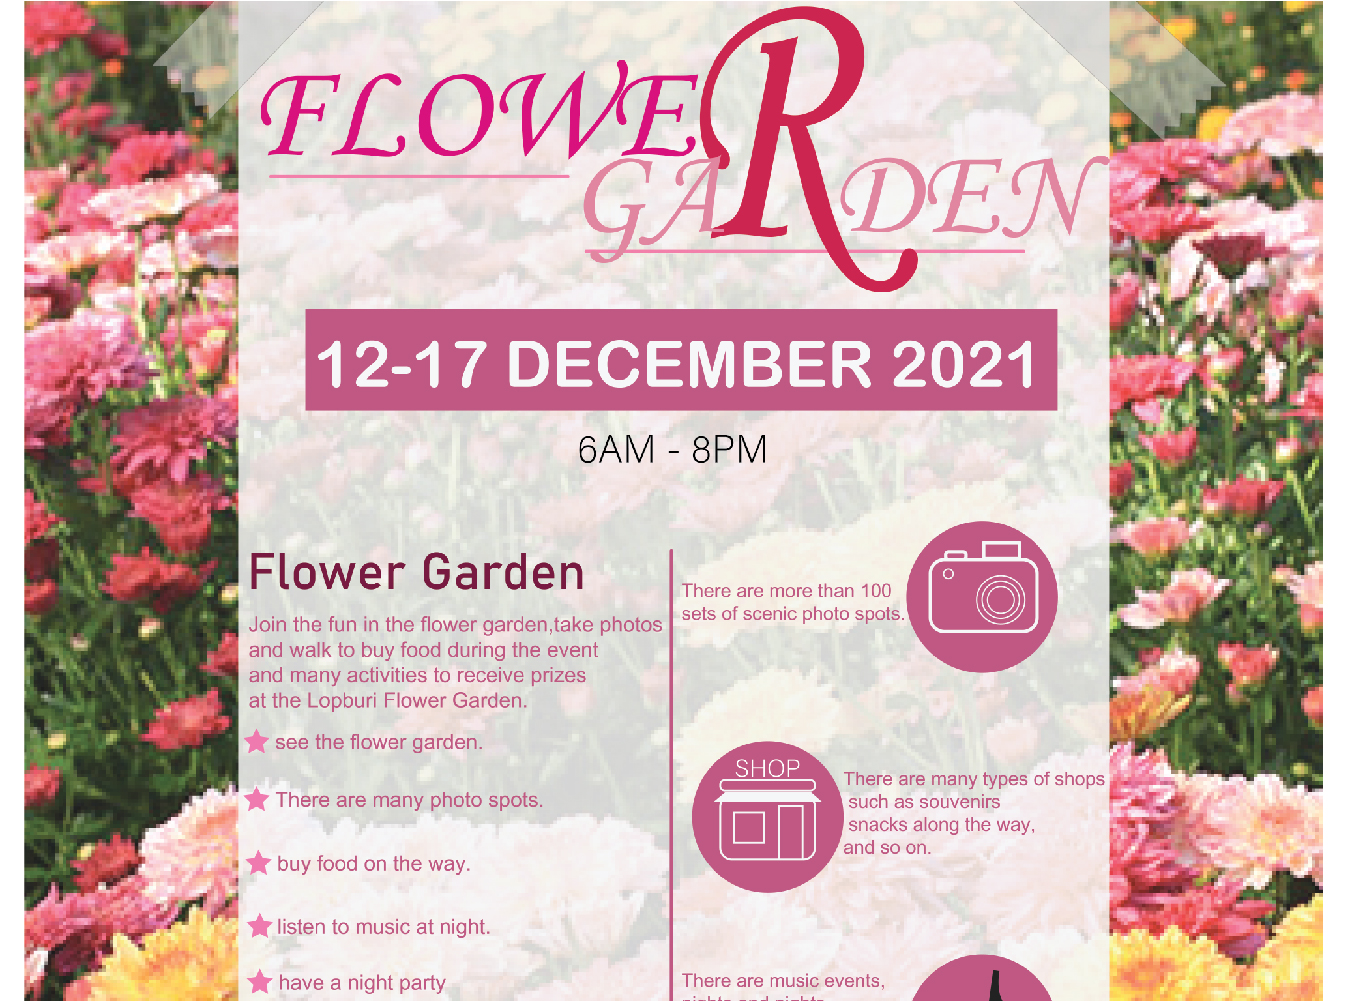 FLOWER
GARDEN
12-17 DECEMBER 2021
6AM - 8PM
Flower Garden
Join the fun in the flower garden,take photos
and walk to buy food during the event
and many activities to receive prizes
at the Lopburi Flower Garden.
see the flower garden.
There are many photo spots.
buy food on the way.
listen to music at night.
have a night party
There are more than 100
sets of scenic photo spots.
SHOP
There are many types of shops
such as souvenirs
snacks along the way,
and so on.
There are music events,
nights and nights